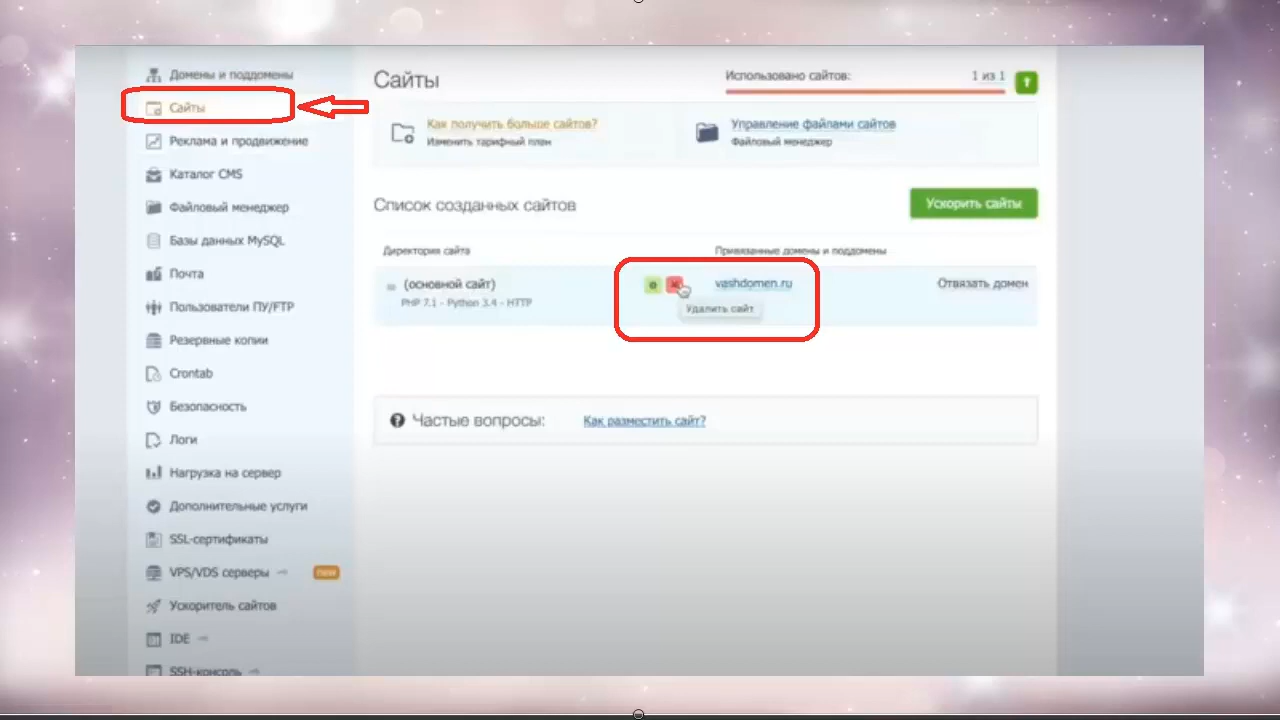 Домены и поддомены
Сайты
Реклама и продвижение
Каталог CMS
Файловый менеджер
Базы данных MySQL
Почта
Пользователи ПУ/FTP
Резервные копии
Crontab
Безопасность
Логи
Нагрузка на сервер
Дополнительные услуги
SSL-сертификаты
VPS/VDS серверы new
Ускоритель сайтов
IDE
SSH-консоль
Сайты
Использовано сайтов: 1 из 1
Как получить больше сайтов?
Изменить тарифный план
Управление файлами сайтов
Файловый менеджер
Список созданных сайтов
Ускорить сайты
Директория сайта Привязанные домены и поддомены
(основной сайт) vashdomen.ru Отвязать домен
PHP 7.1 - Python 3.4 - HTTP
Удалить сайт
Частые вопросы: Как разместить сайт?